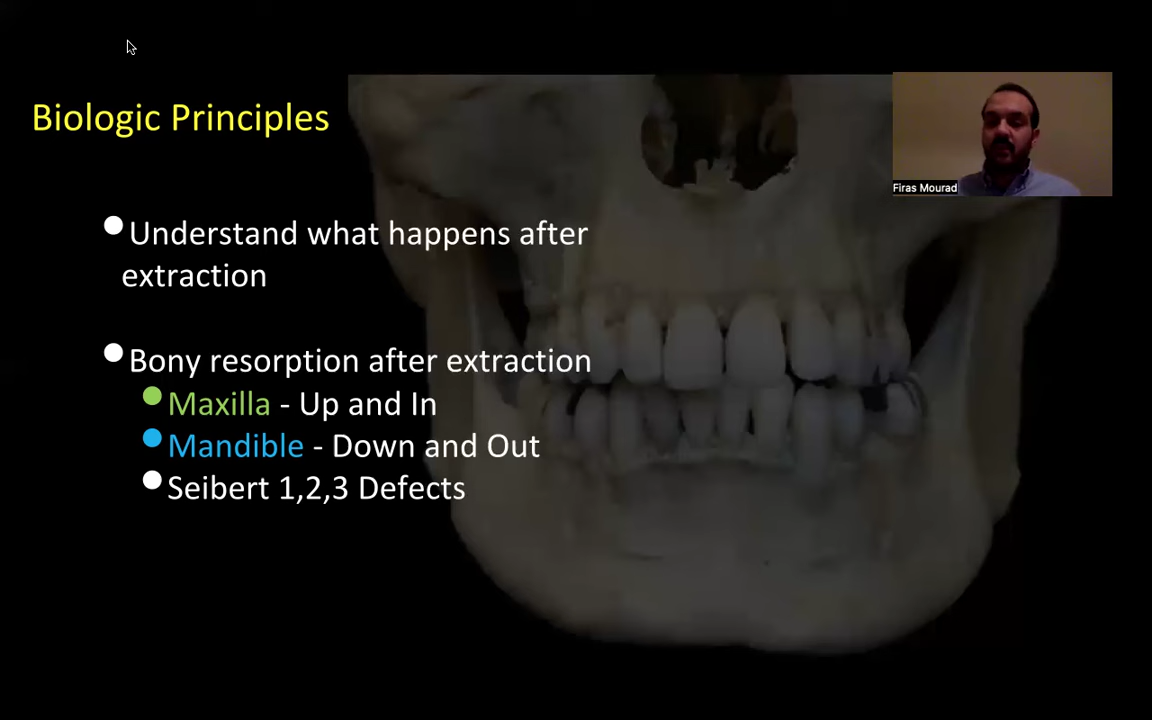 Biologic Principles
Firas Mourad
•Understand what happens after
extraction
•Bony resorption after extraction
•Maxilla - Up and In
•Mandible - Down and Out
•Seibert 1,2,3 Defects